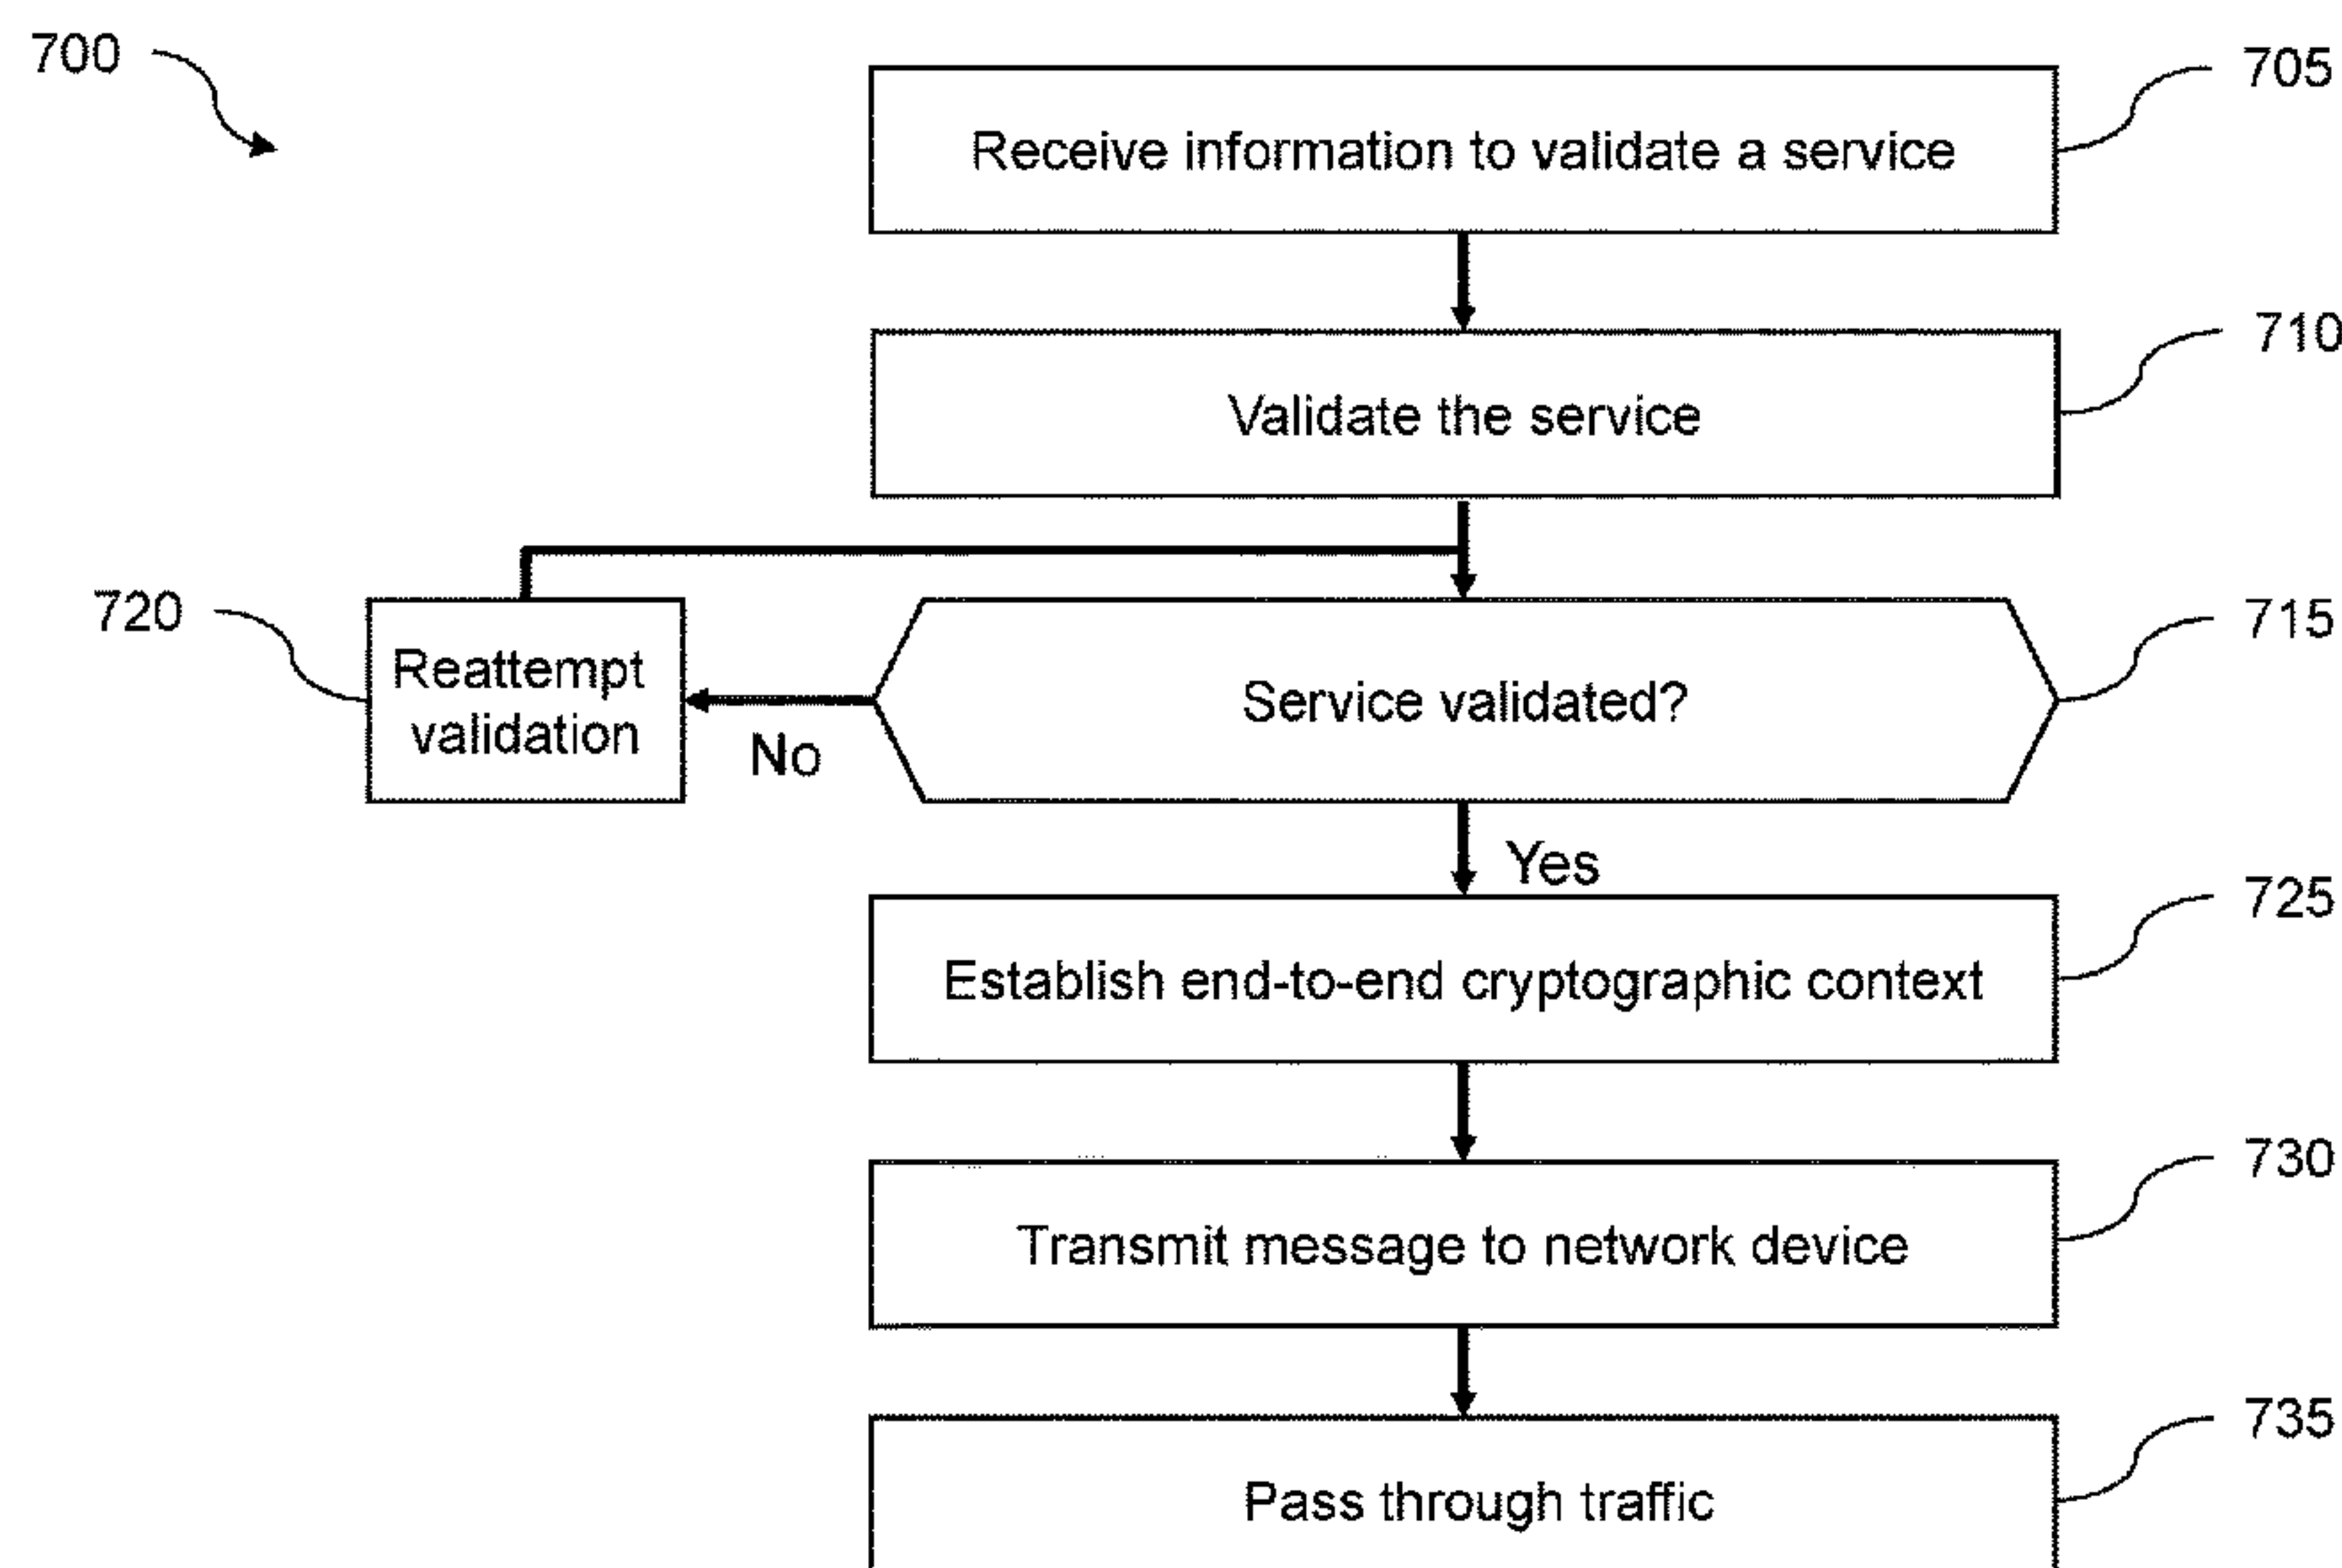 700
705
Receive information to validate a service
710
Validate the service
720
715
Reattempt
validation
Service validated?
No
Yes
725
Establish end-to-end cryptographic context
730
Transmit message to network device
735
Pass through traffic